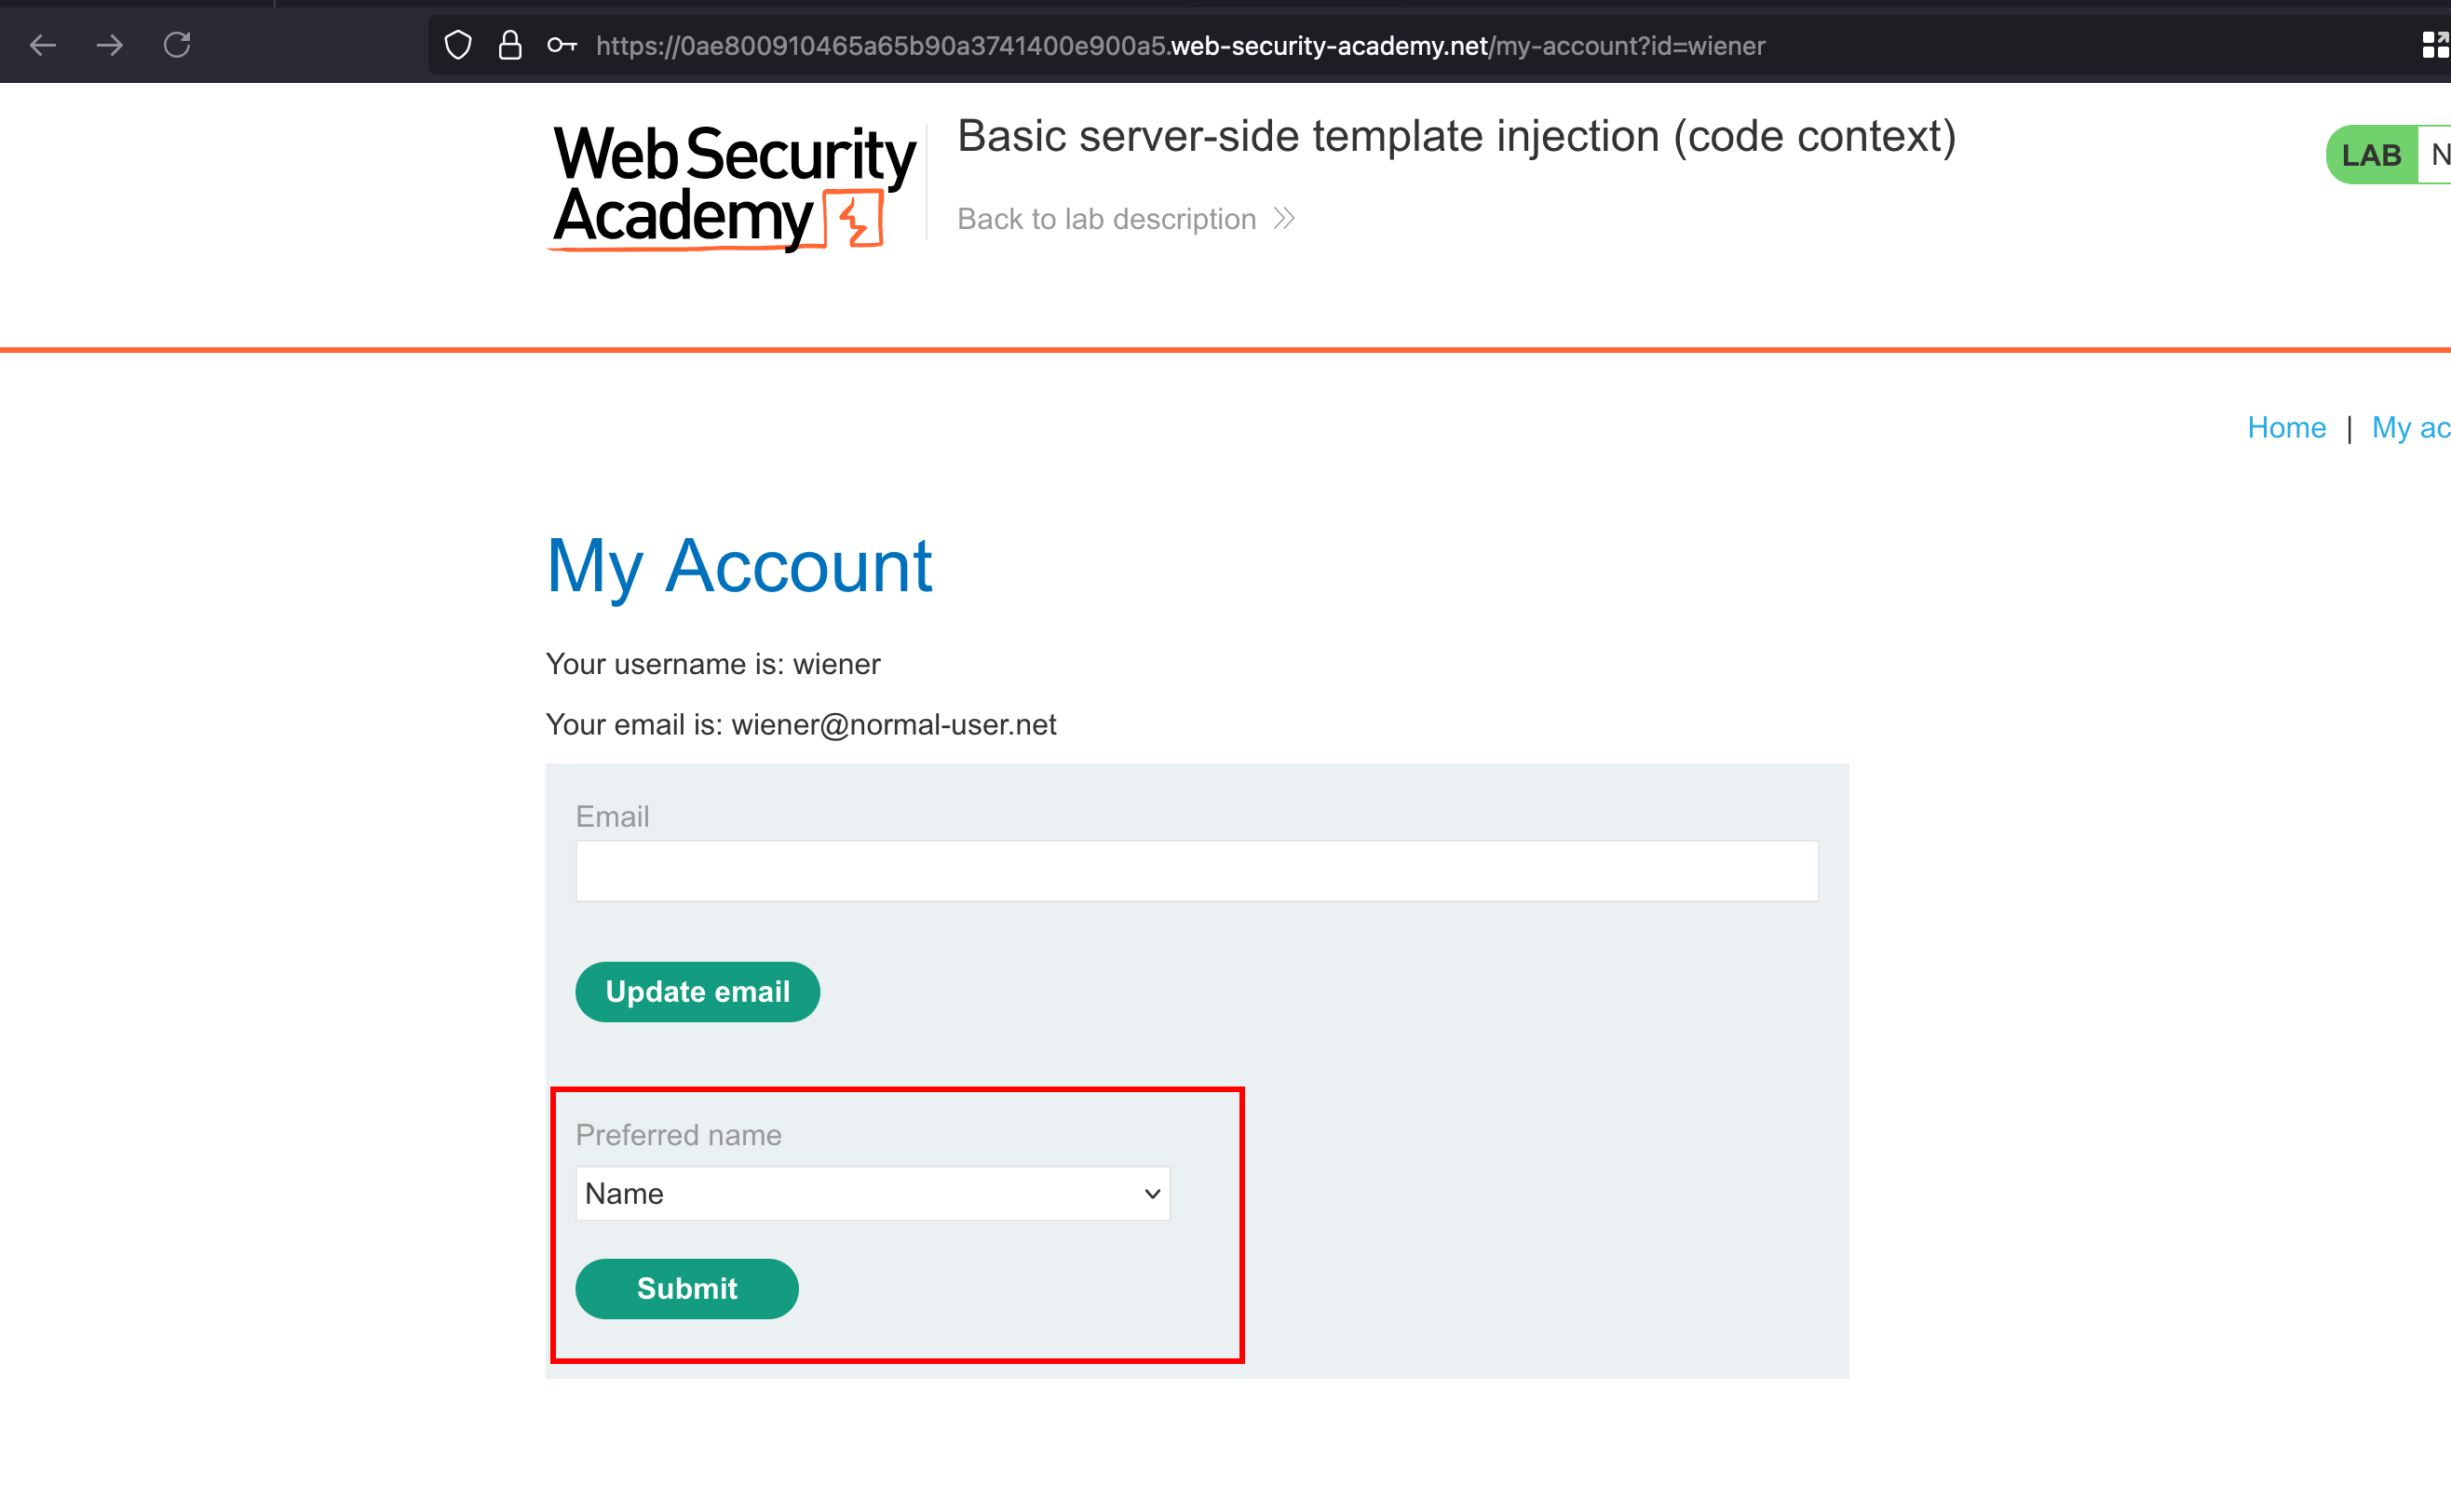 https://0ae800910465a65b90a3741400e900a5.web-security-academy.net/my-account?id=wiener
Web Security
Academy
Basic server-side template injection (code context)
Back to lab description
LAB
Home | My
My Account
Your username is: wiener
Your email is: wiener@normal-user.net
Email
Update email
Preferred name
Name
Submit